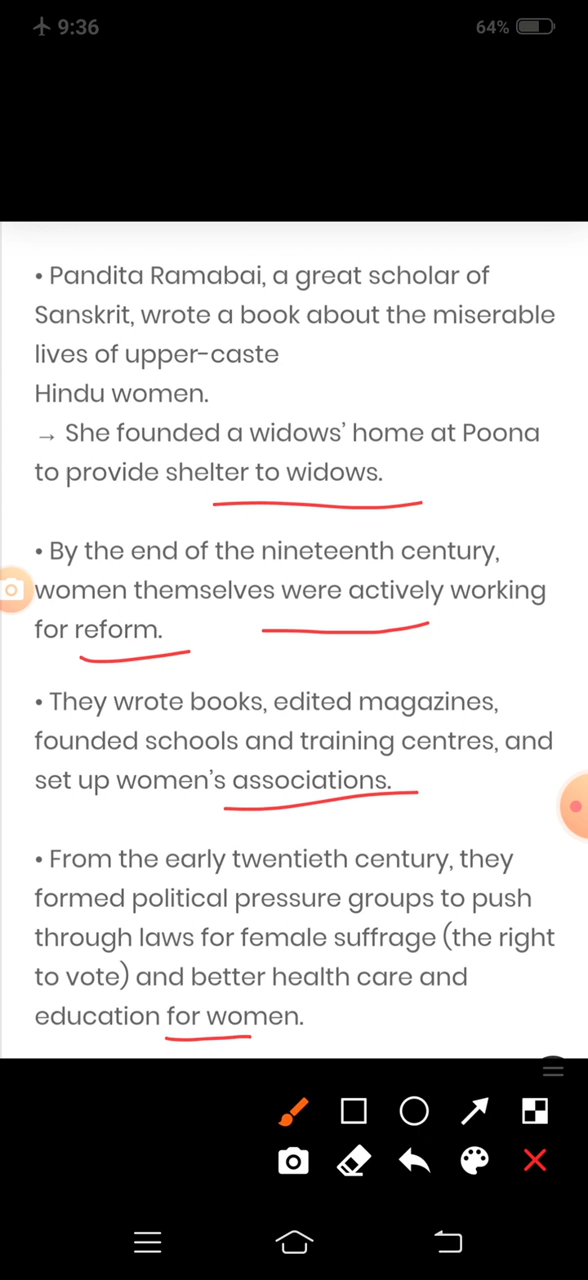 9:36
64%
• Pandita Ramabai, a great scholar of
Sanskrit, wrote a book about the miserable
lives of upper-caste
Hindu women.
→ She founded a widows’ home at Poona
to provide shelter to widows.
• By the end of the nineteenth century,
women themselves were actively working
for reform.
• They wrote books, edited magazines,
founded schools and training centres, and
set up women’s associations.
• From the early twentieth century, they
formed political pressure groups to push
through laws for female suffrage (the right
to vote) and better health care and
education for women.